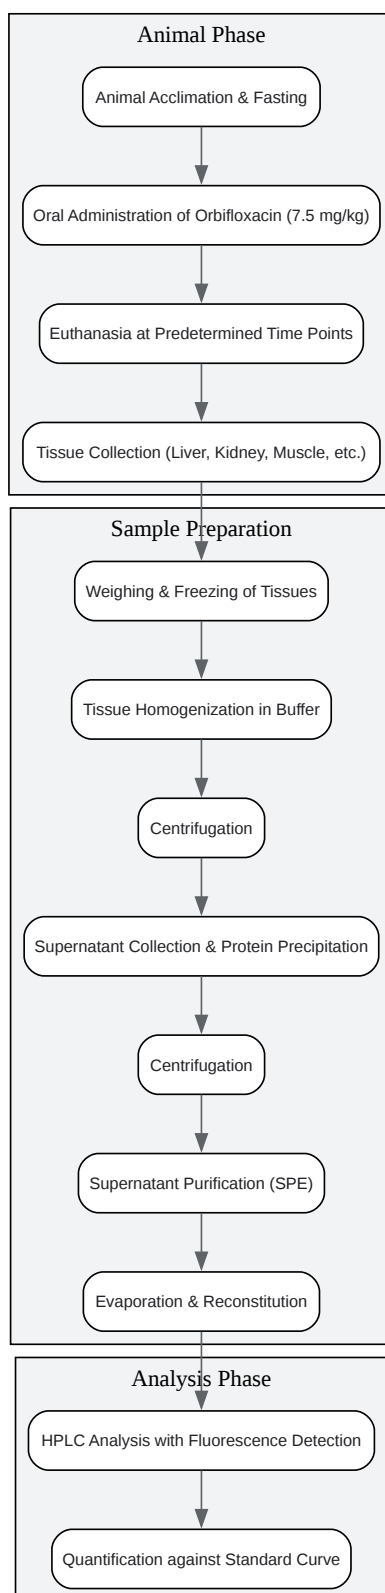 Animal Phase
Animal Acclimation & Fasting
Oral Administration of Orbifloxacin (7.5 mg/kg)
Euthanasia at Predetermined Time Points
Tissue Collection (Liver, Kidney, Muscle, etc.)
Sample Preparation
Weighing & Freezing of Tissues
Tissue Homogenization in Buffer
Centrifugation
Supernatant Collection & Protein Precipitation
Centrifugation
Supernatant Purification (SPE)
Evaporation & Reconstitution
Analysis Phase
HPLC Analysis with Fluorescence Detection
Quantification against Standard Curve